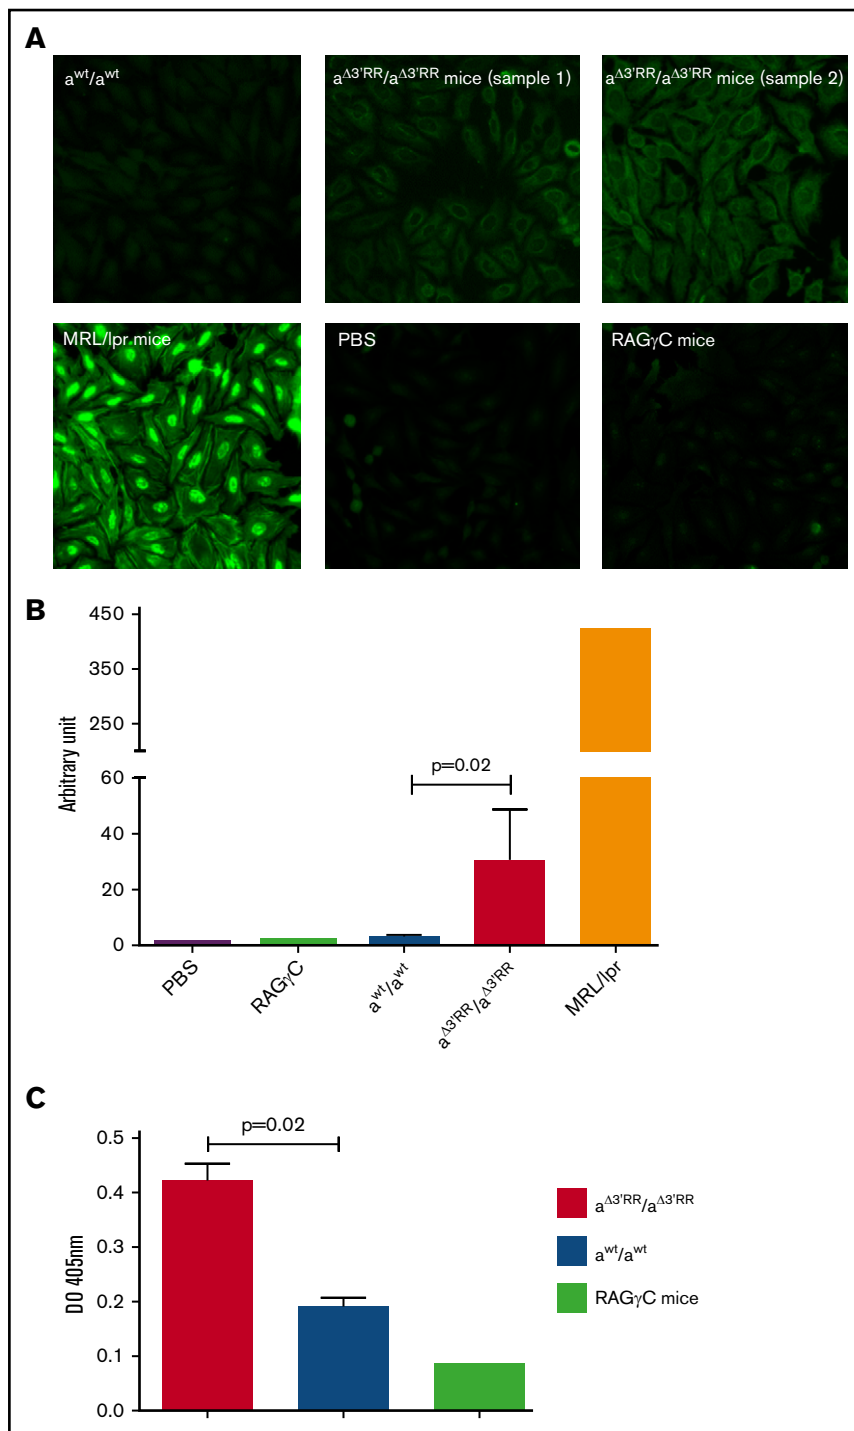 A
a^wt/a^wt
a^Δ3'RR/a^Δ3'RR mice (sample 1)
a^Δ3'RR/a^Δ3'RR mice (sample 2)
MRL/lpr mice
PBS
RAGγC mice
B
Arbitrary unit
450
350
250
60
40
20
0
p=0.02
PBS
RAGγC
a^wt/a^wt
a^Δ3'RR/a^Δ3'RR
MRL/lpr
C
DO 405nm
0.5
0.4
0.3
0.2
0.1
0.0
p=0.02
a^Δ3'RR/a^Δ3'RR
a^wt/a^wt
RAGγC mice